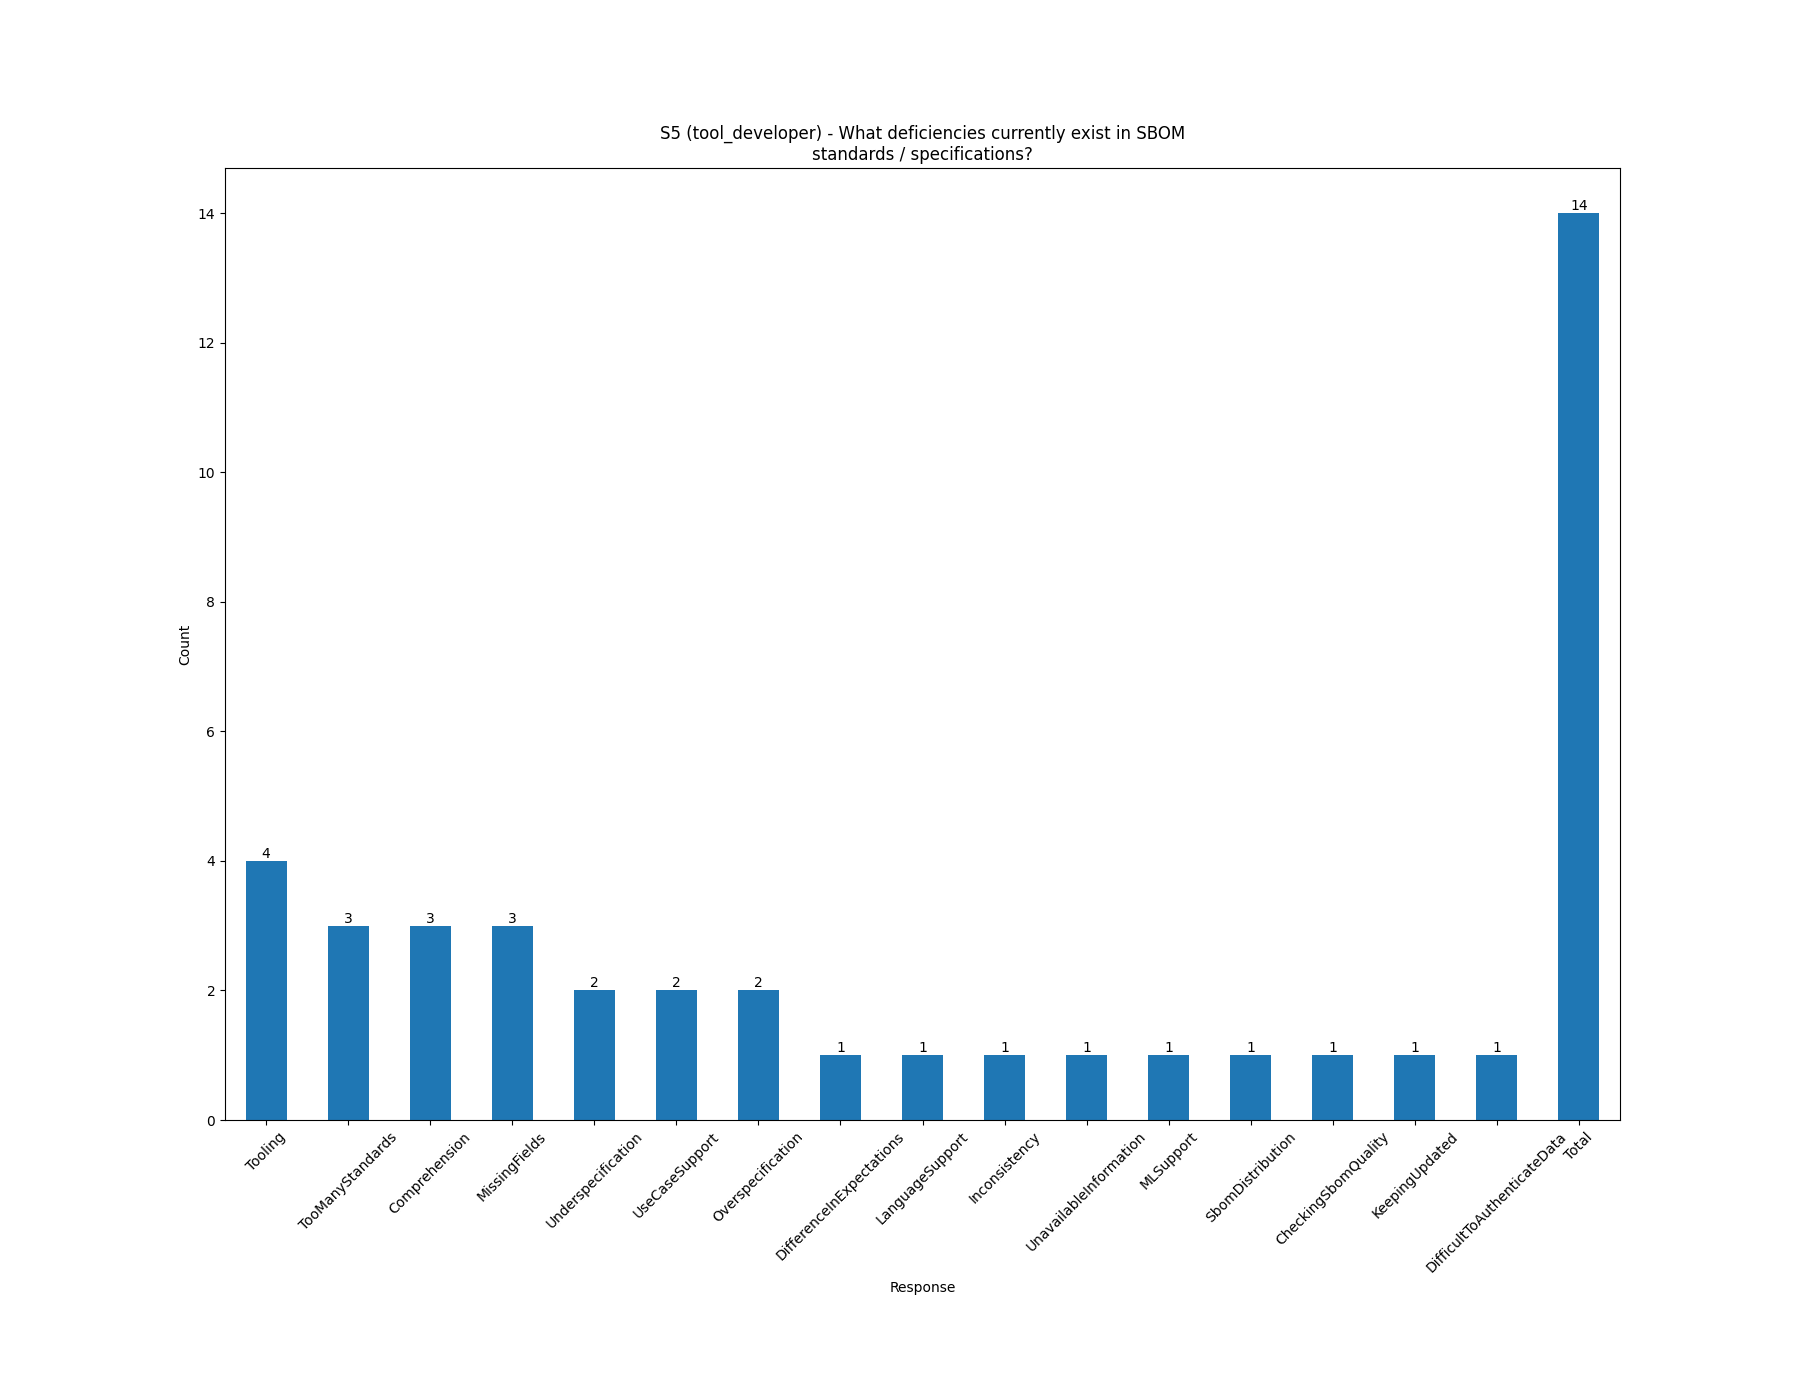 S5 (tool_developer) - What deficiencies currently exist in SBOM
standards / specifications?
14
12
10
8
6
4
2
0
Count
4
3
3
3
2
2
2
1
1
1
1
1
1
1
1
1
14
Tooling
TooManyStandards
Comprehension
MissingFields
Underspecification
UseCaseSupport
Overspecification
DifferenceInExpectations
LanguageSupport
Inconsistency
UnavailableInformation
MLSupport
SbomDistribution
CheckingSbomQuality
KeepingUpdated
DifficultToAuthenticateData
Total
Response